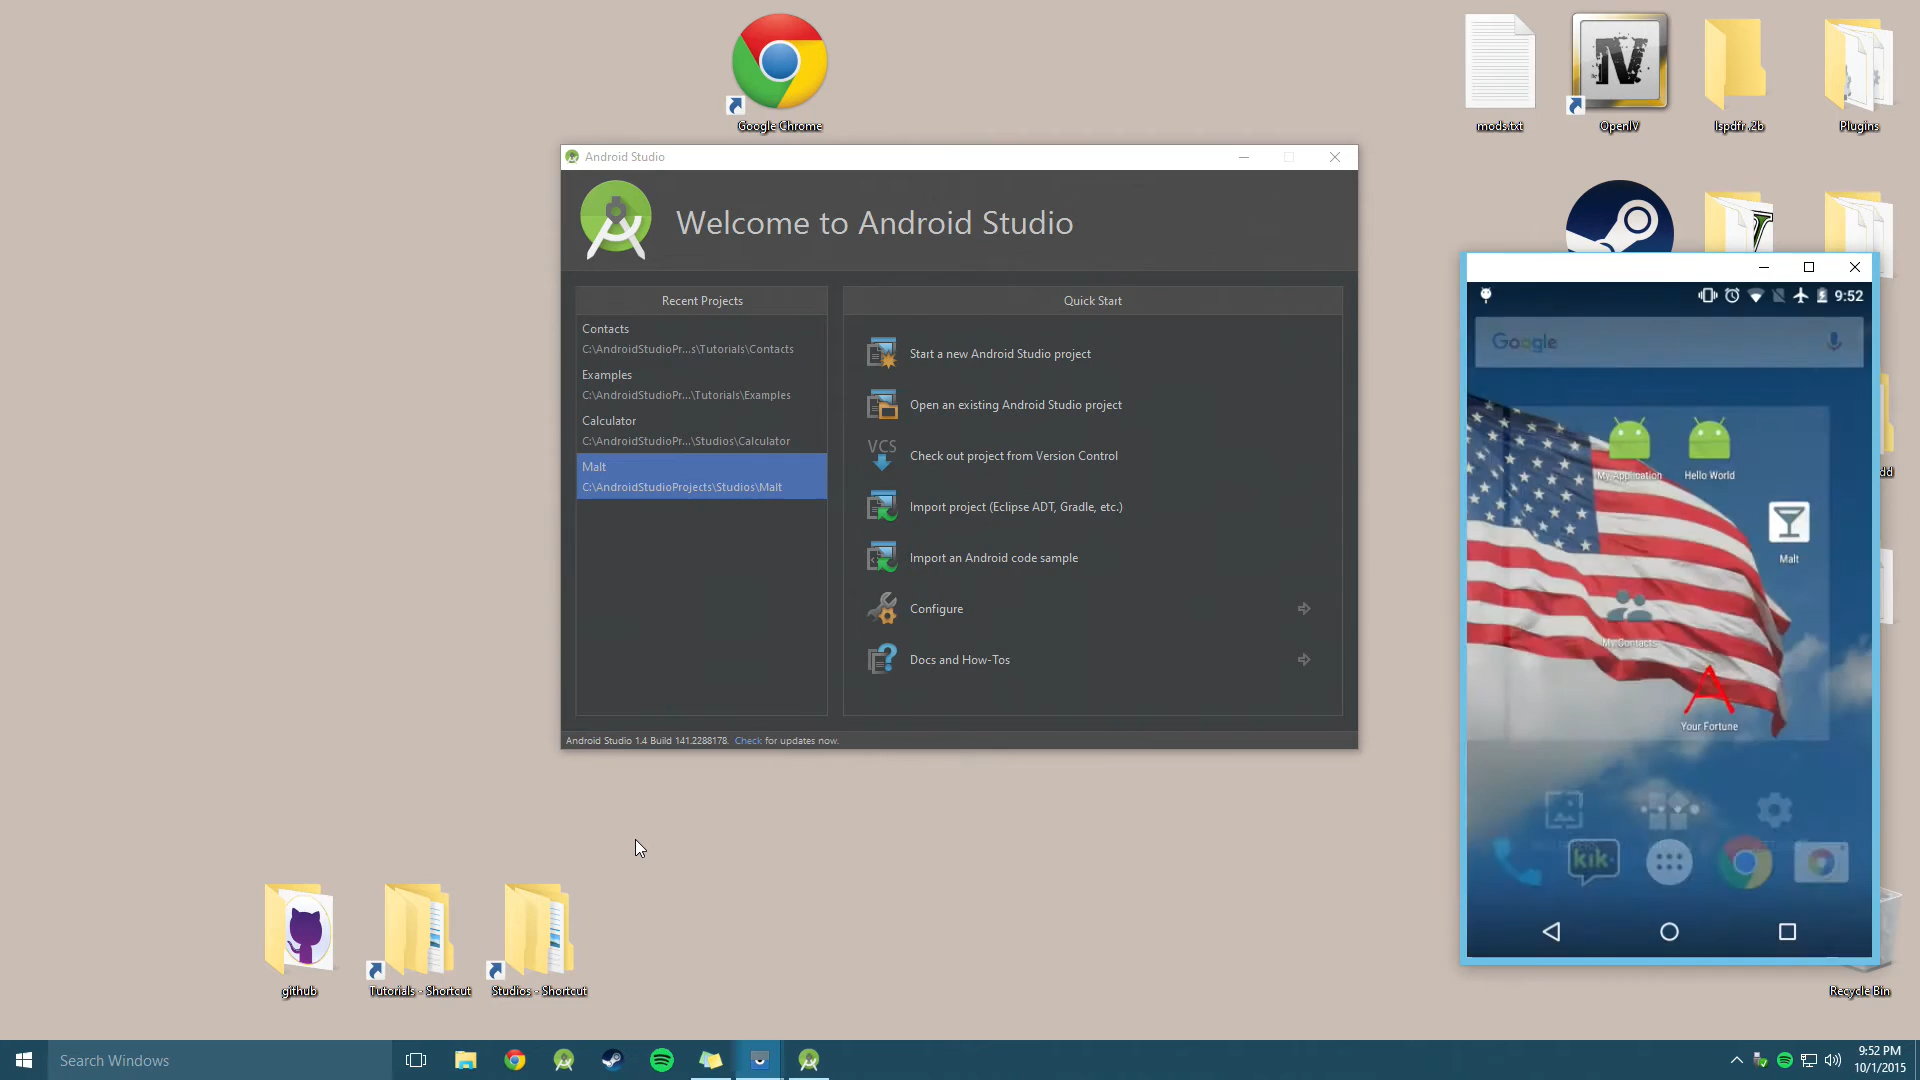 Google Chrome
mods.txt
OpenIV
lspdfr .2b
Plugins
Android Studio
Welcome to Android Studio
Recent Projects
Contacts
C:\AndroidStudioPr...s\Tutorials\Contacts
Examples
C:\AndroidStudioPr...\Tutorials\Examples
Calculator
C:\AndroidStudioPr...\Studios\Calculator
Malt
C:\AndroidStudioProjects\Studios\Malt
Quick Start
Start a new Android Studio project
Open an existing Android Studio project
VCS
Check out project from Version Control
Import project (Eclipse ADT, Gradle, etc.)
Import an Android code sample
Configure
Docs and How-Tos
Android Studio 1.4 Build 141.2288178. Check for updates now.
9:52
Google
My Application
Hello World
Malt
My Contacts
Your Fortune
kik
dd
github
Tutorials - Shortcut
Studios - Shortcut
Recycle Bin
Search Windows
9:52 PM
10/1/2015